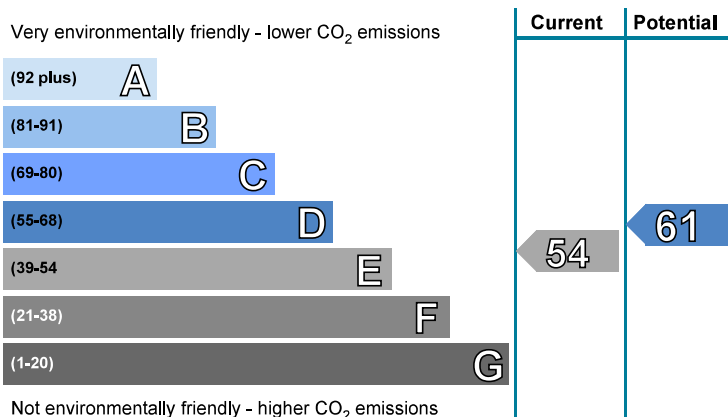 Current Potential
Very environmentally friendly - lower CO2 emissions
(92 plus) A
(81-91) B
(69-80) C
(55-68) D
61
(39-54 E
54
(21-38) F
(1-20) G
Not environmentally friendly - higher CO2 emissions